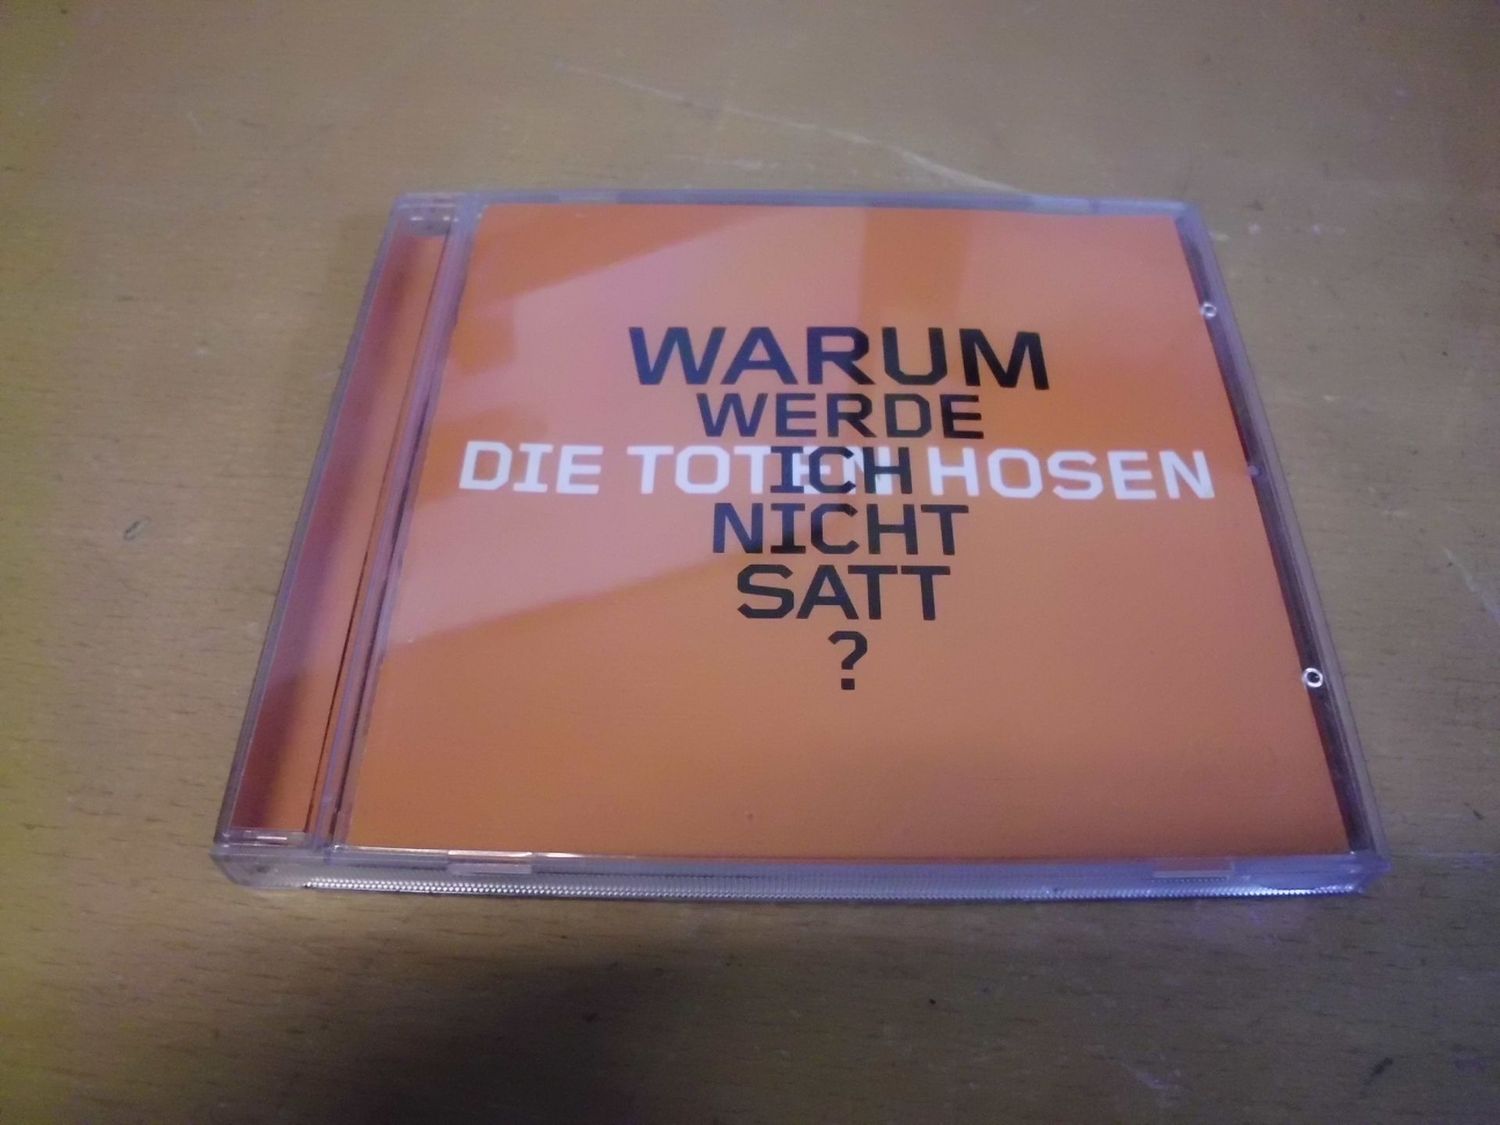 WARUM
WERDE
DIE TOTEN HOSEN
ICH
NICHT
SATT
?